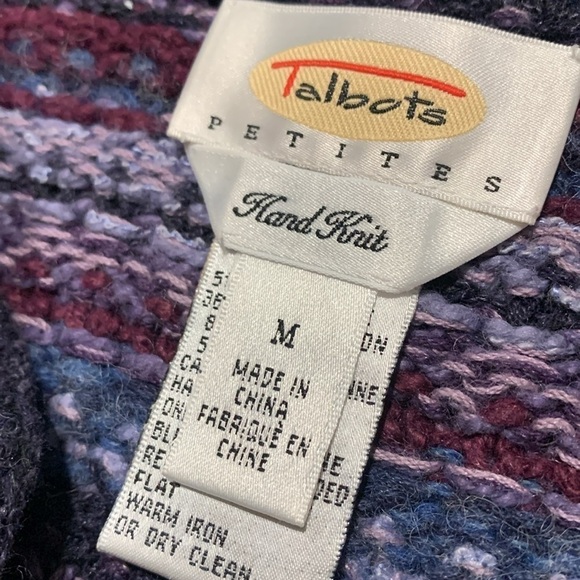 Talbots
PETITES
Hand Knit
M
MADE IN
CHINA
FABRIQUÉ EN
CHINE
FLAT
WARM IRON
OR DRY CLEAN